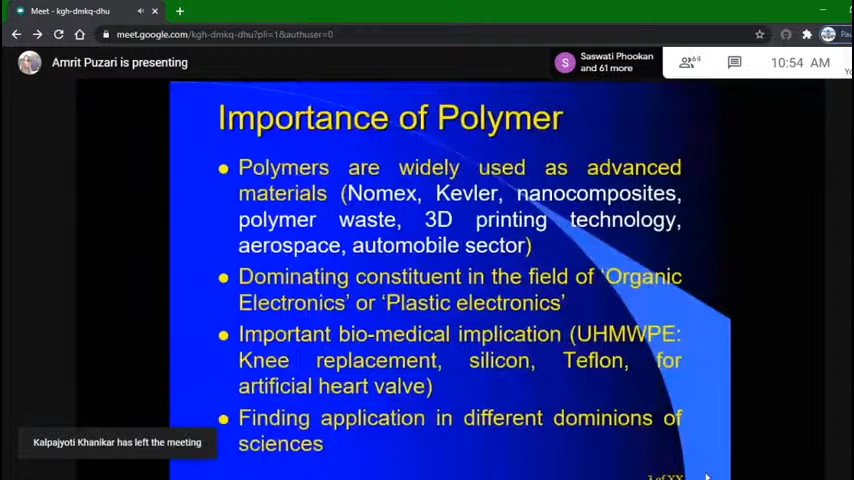 Meet - kgh-dmkq-dhu
meet.google.com/kgh-dmkq-dhu?pli=1&authuser=0
Amrit Puzari is presenting
S
Saswati Phookan
and 61 more
64
10:54 AM
Importance of Polymer
Polymers are widely used as advanced
materials (Nomex, Kevler, nanocomposites,
polymer waste, 3D printing technology,
aerospace, automobile sector)
Dominating constituent in the field of ‘Organic
Electronics’ or ‘Plastic electronics’
Important bio-medical implication (UHMWPE:
Knee replacement, silicon, Teflon, for
artificial heart valve)
Finding application in different dominions of
sciences
Kalpajyoti Khanikar has left the meeting
3 of XX